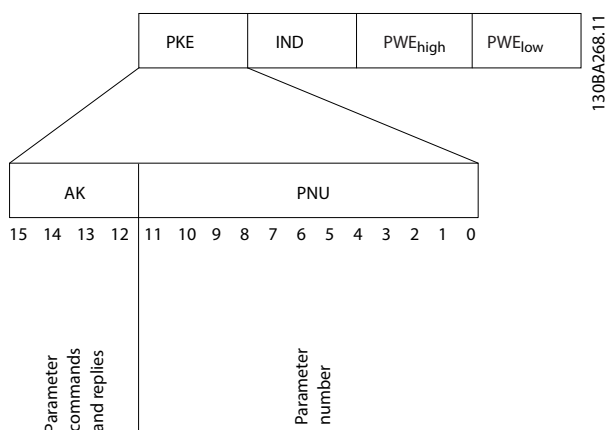 PKE IND PWEhigh PWElow
130BA268.11
AK PNU
15 14 13 12 11 10 9 8 7 6 5 4 3 2 1 0
Parameter
commands
and replies
Parameter
number